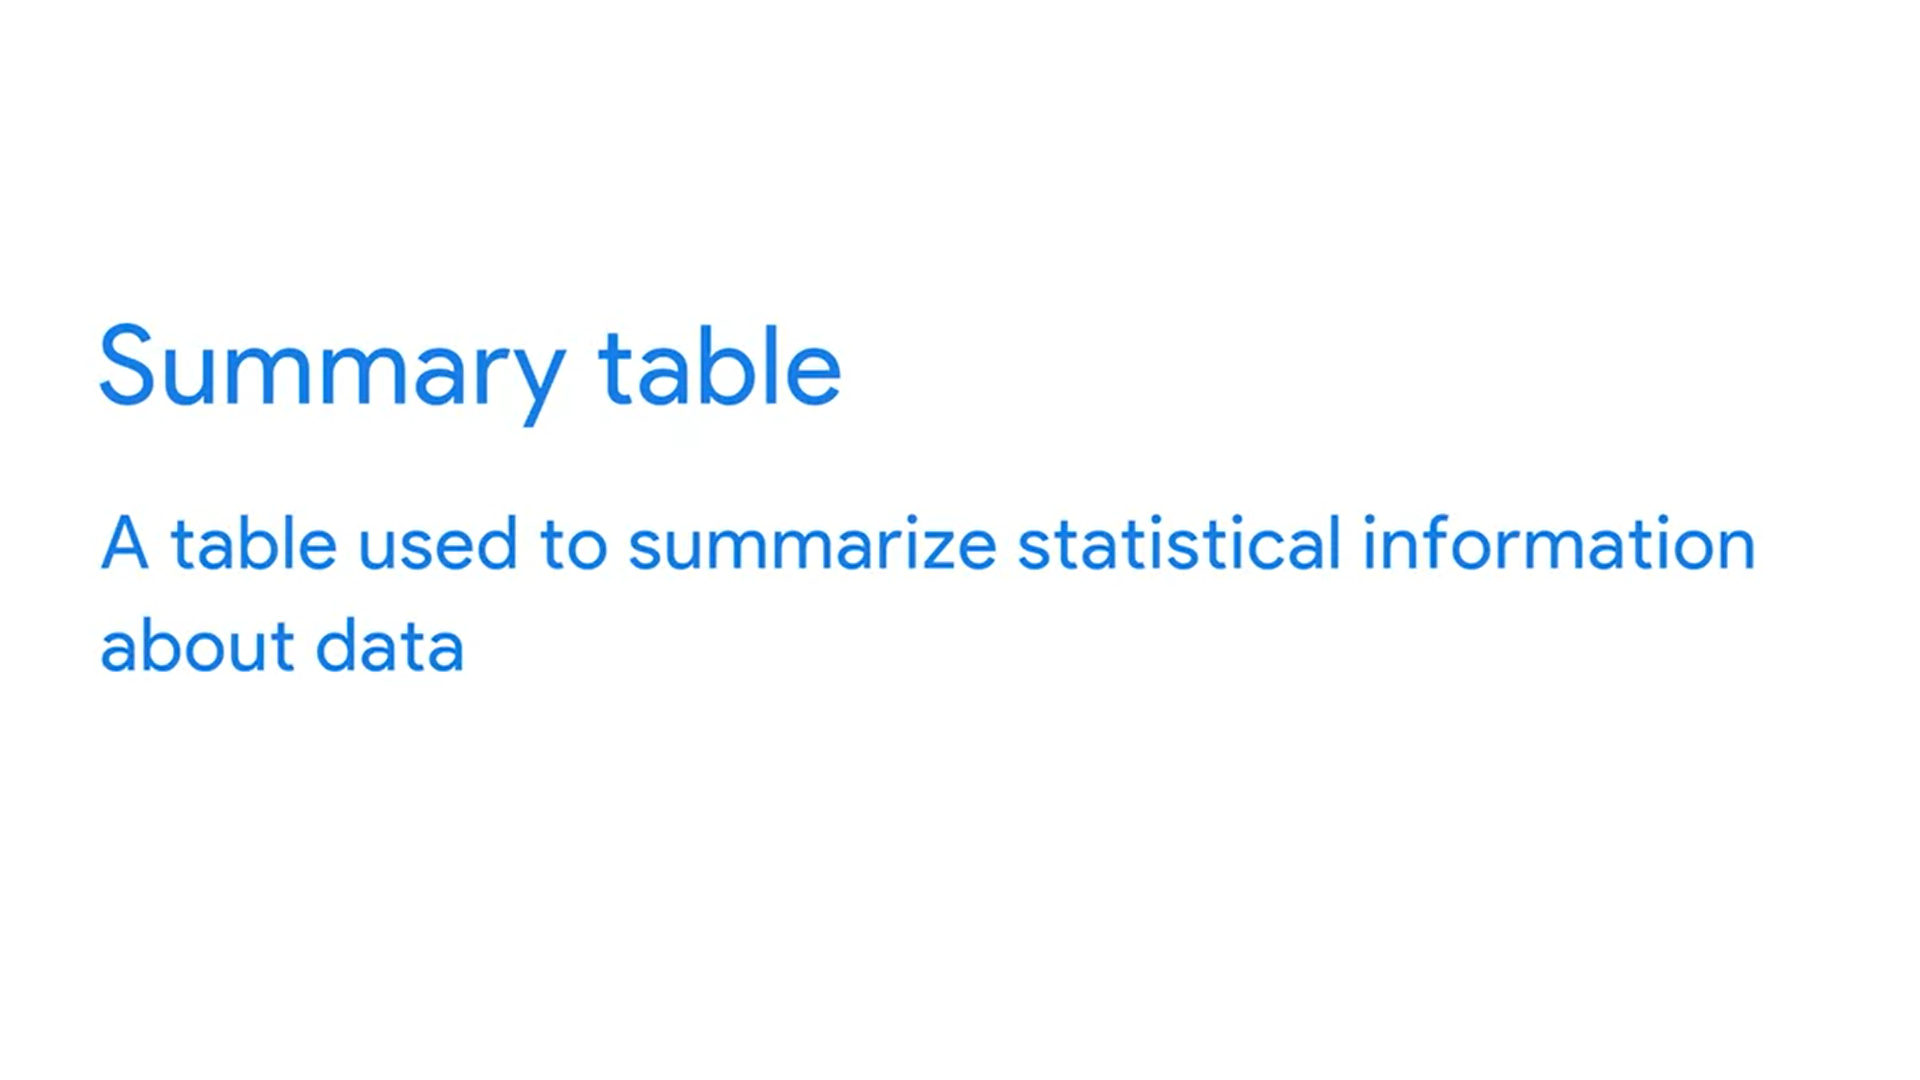 Summary table
A table used to summarize statistical information
about data